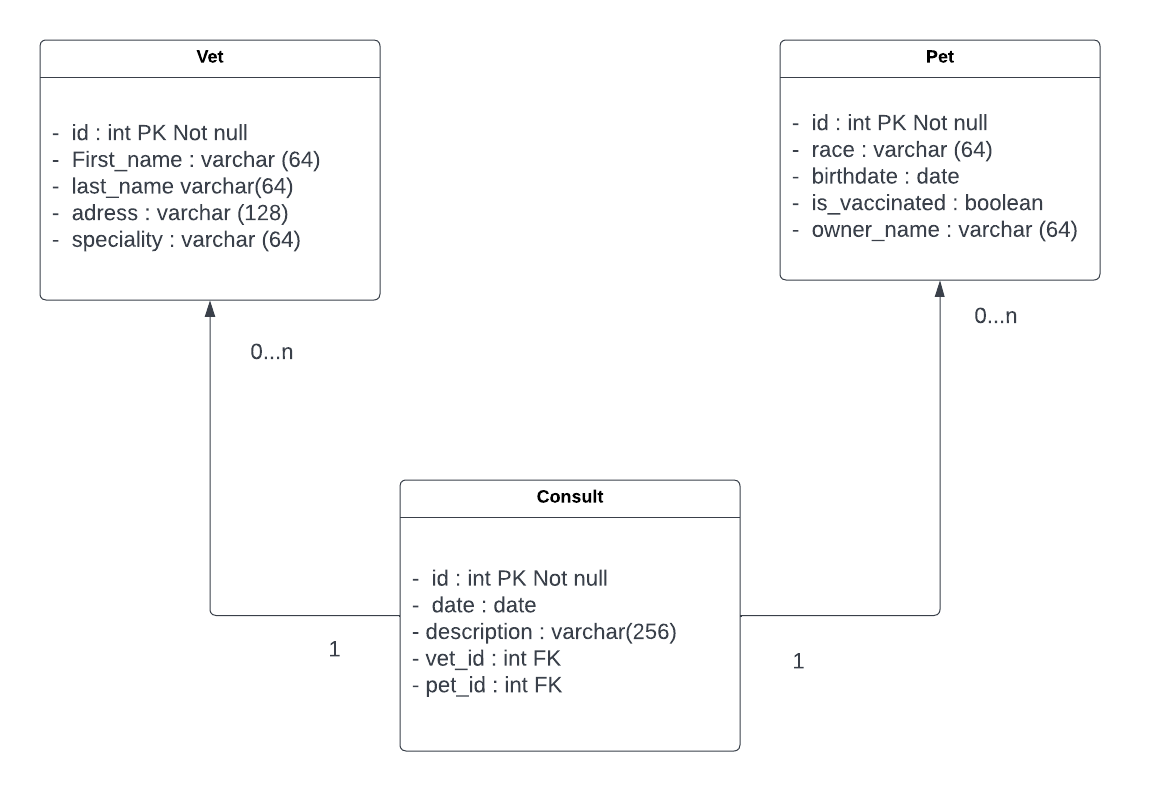 Vet
- id : int PK Not null
- First_name : varchar (64)
- last_name varchar(64)
- adress : varchar (128)
- speciality : varchar (64)
Pet
- id : int PK Not null
- race : varchar (64)
- birthdate : date
- is_vaccinated : boolean
- owner_name : varchar (64)
0...n
0...n
Consult
- id : int PK Not null
- date : date
- description : varchar(256)
- vet_id : int FK
- pet_id : int FK
1
1